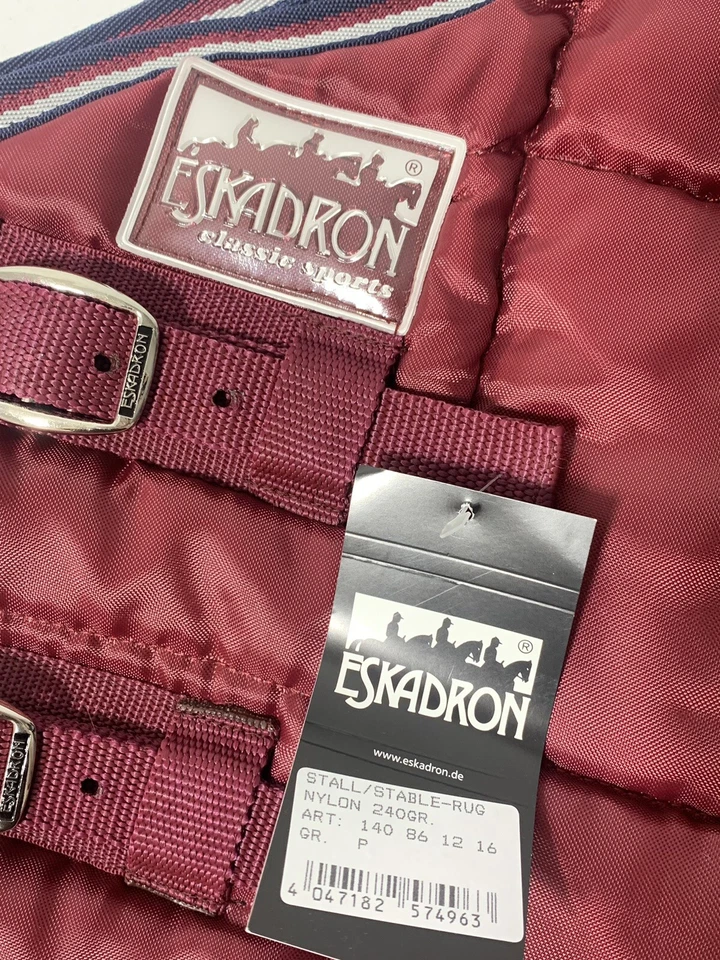 ESKADRON
®
classic sports
ESKADRON
ESKADRON
®
ESKADRON
www.eskadron.de
STALL/STABLE-RUG
NYLON 240GR.
ART: 140 86 12 16
GR. P
4 047182 574963